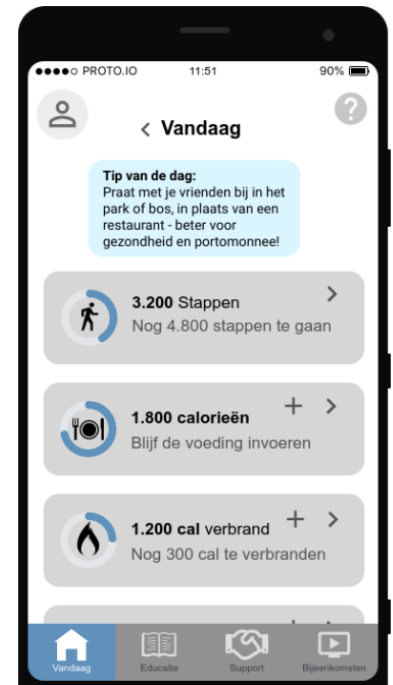 PROTO.IO 11:51 90%
Vandaag
Tip van de dag:
Praat met je vrienden bij in het
park of bos, in plaats van een
restaurant - beter voor
gezondheid en portomonnee!
3.200 Stappen
Nog 4.800 stappen te gaan
1.800 calorieën
Blijf de voeding invoeren
1.200 cal verbrand
Nog 300 cal te verbranden
Vandaag Educatie Support Bijeenkomsten